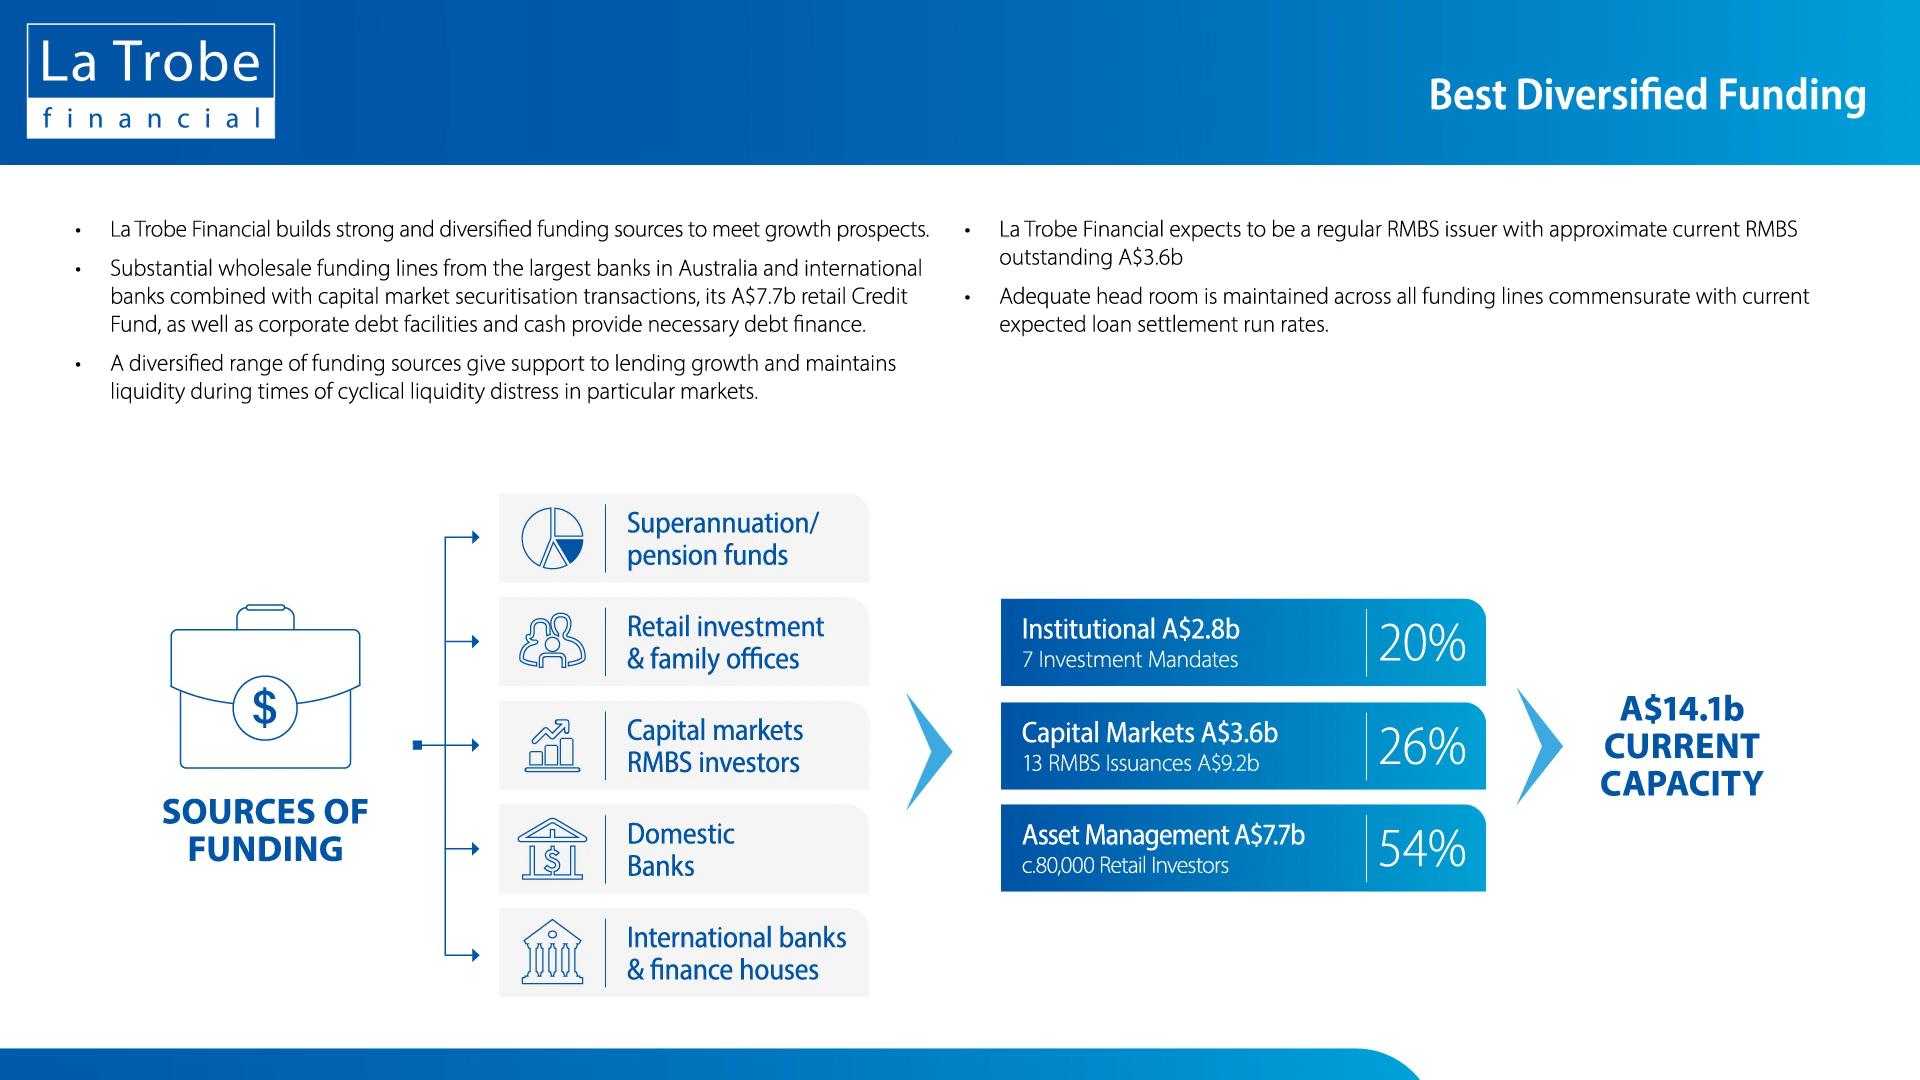 La Trobe
financial
Best Diversified Funding
• La Trobe Financial builds strong and diversified funding sources to meet growth prospects.
• Substantial wholesale funding lines from the largest banks in Australia and international
banks combined with capital market securitisation transactions, its A$7.7b retail Credit
Fund, as well as corporate debt facilities and cash provide necessary debt finance.
• A diversified range of funding sources give support to lending growth and maintains
liquidity during times of cyclical liquidity distress in particular markets.
• La Trobe Financial expects to be a regular RMBS issuer with approximate current RMBS
outstanding A$3.6b
• Adequate head room is maintained across all funding lines commensurate with current
expected loan settlement run rates.
$
SOURCES OF
FUNDING
Superannuation/
pension funds
Retail investment
& family offices
Capital markets
RMBS investors
$
Domestic
Banks
International banks
& finance houses
Institutional A$2.8b
7 Investment Mandates
20%
Capital Markets A$3.6b
13 RMBS Issuances A$9.2b
26%
Asset Management A$7.7b
c.80,000 Retail Investors
54%
A$14.1b
CURRENT
CAPACITY